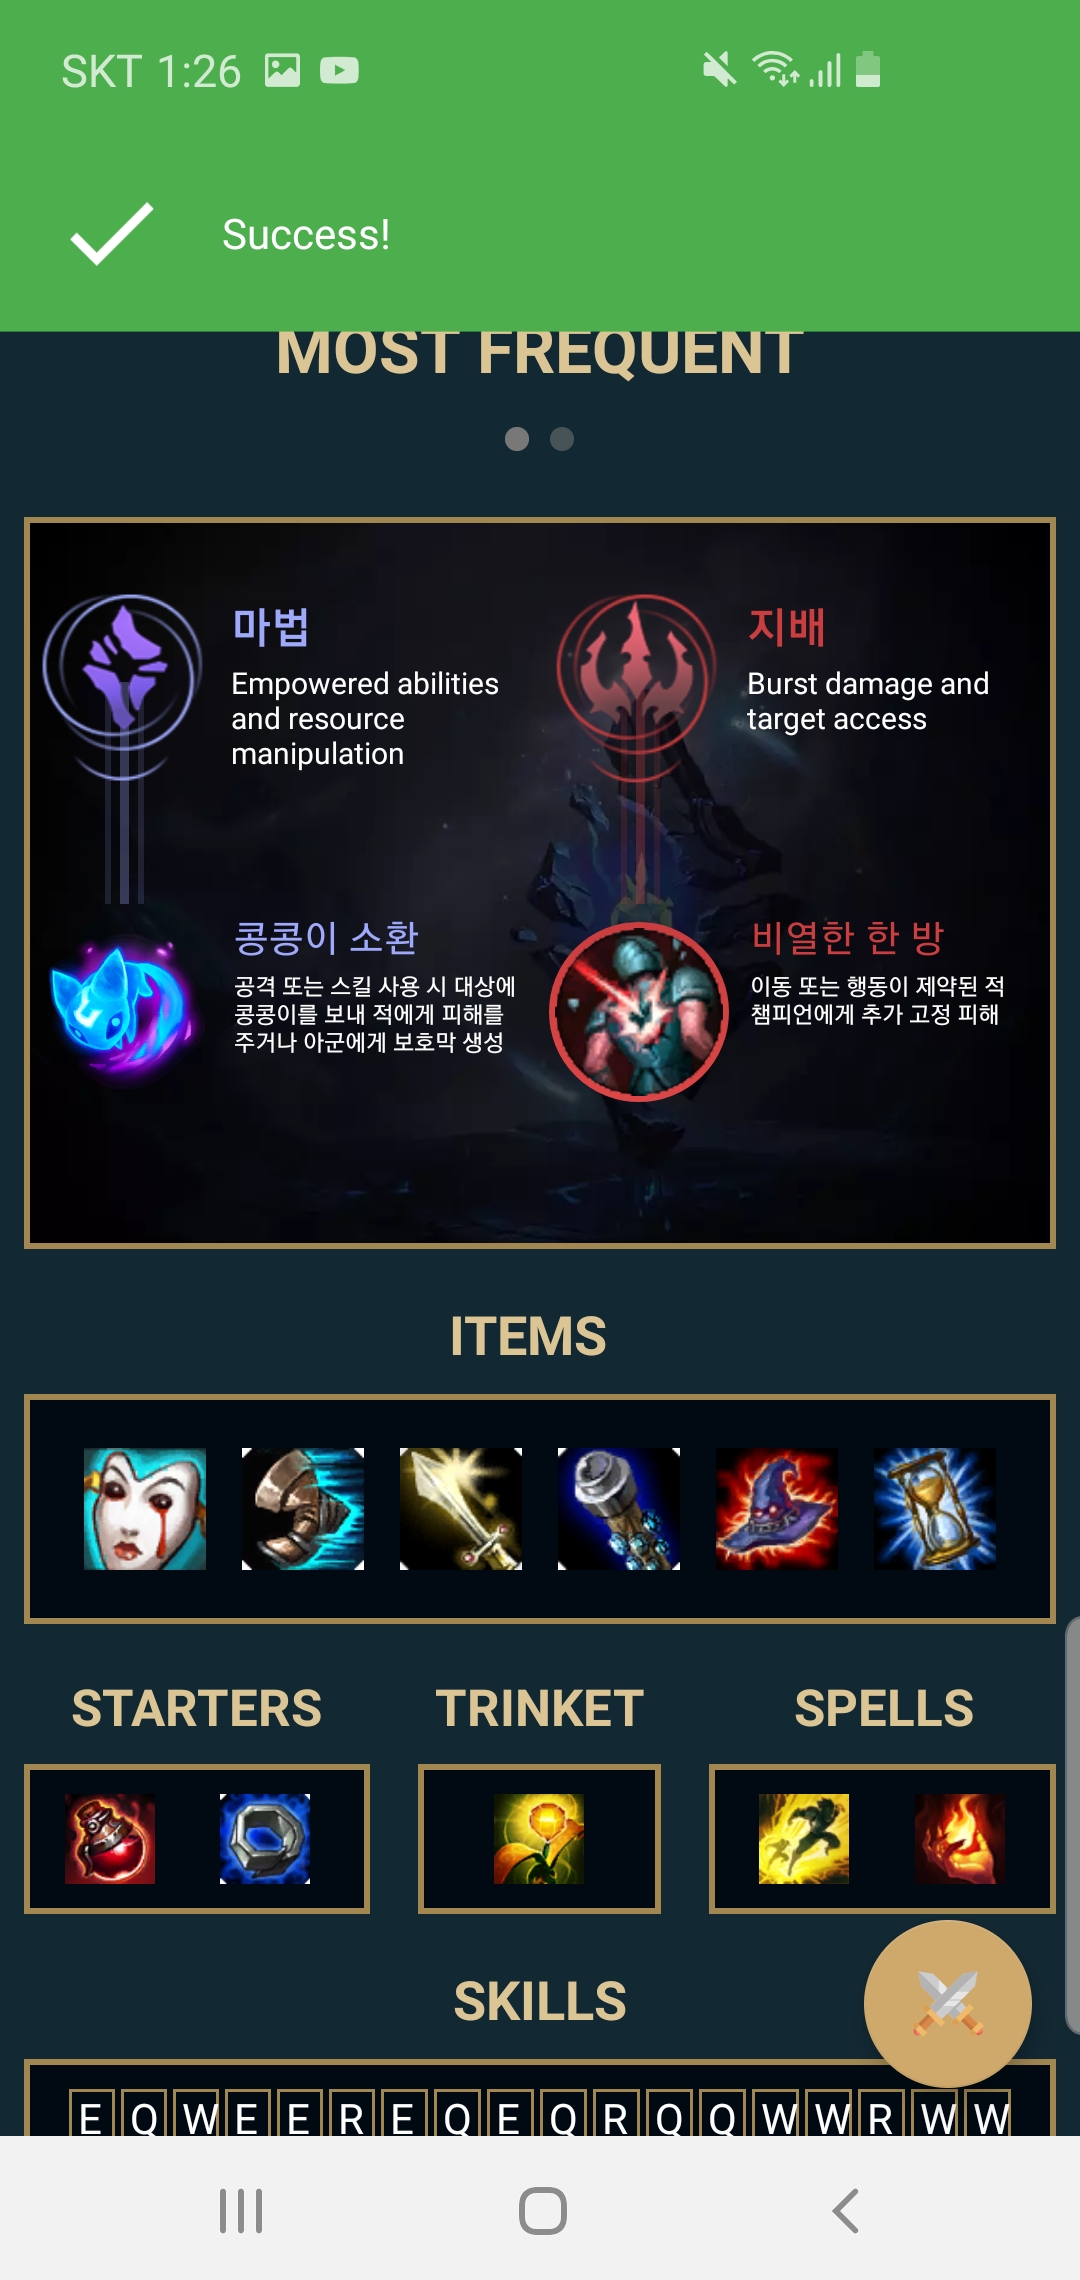 SKT 1:26
Success!
MOST FREQUENT
마법
Empowered abilities
and resource
manipulation
지배
Burst damage and
target access
콩콩이 소환
공격 또는 스킬 사용 시 대상에
콩콩이를 보내 적에게 피해를
주거나 아군에게 보호막 생성
비열한 한 방
이동 또는 행동이 제약된 적
챔피언에게 추가 고정 피해
ITEMS
STARTERS
TRINKET
SPELLS
SKILLS
E Q W E E R E Q E Q R Q Q W W R W W